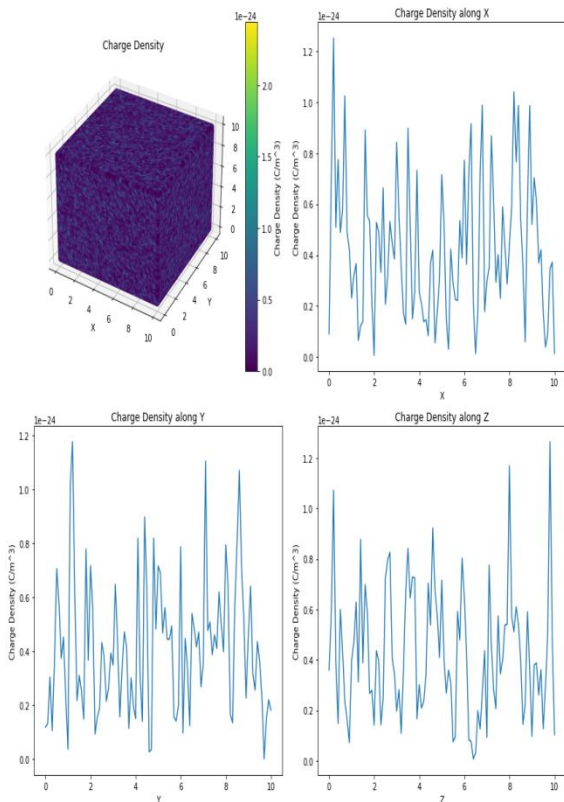 Charge Density
1e−24
2.0
1.5
1.0
0.5
0.0
Charge Density (C/m^3)
10
8
6
4
2
0
0
2
4
6
8
10
X
0
2
4
6
8
10
Y
Charge Density along X
1e−24
1.2
1.0
0.8
0.6
0.4
0.2
0.0
Charge Density (C/m^3)
0 2 4 6 8 10
X
Charge Density along Y
1e−24
1.2
1.0
0.8
0.6
0.4
0.2
0.0
Charge Density (C/m^3)
0 2 4 6 8 10
Y
Charge Density along Z
1e−24
1.2
1.0
0.8
0.6
0.4
0.2
0.0
Charge Density (C/m^3)
0 2 4 6 8 10
Z